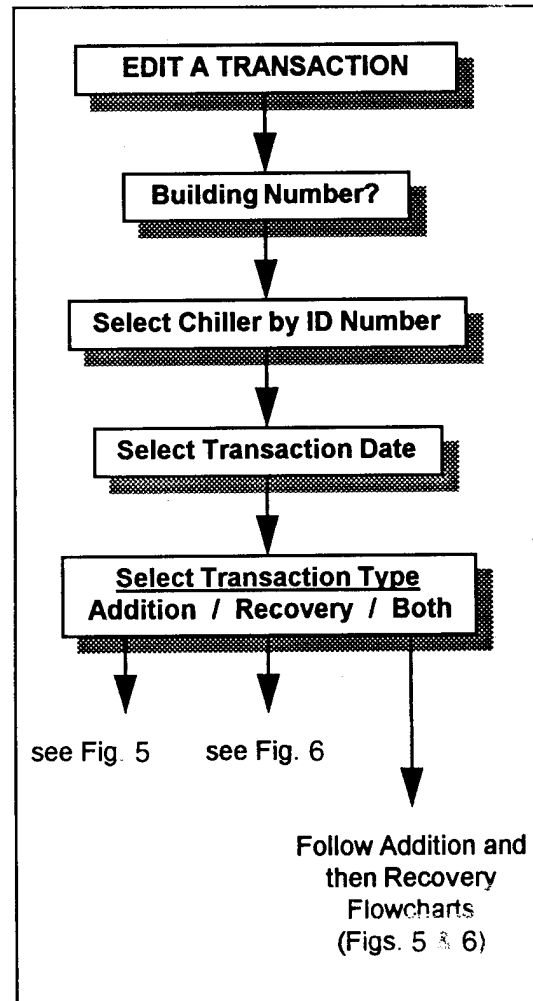 EDIT A TRANSACTION
Building Number?
Select Chiller by ID Number
Select Transaction Date
Select Transaction Type
Addition / Recovery / Both
see Fig. 5
see Fig. 6
Follow Addition and
then Recovery
Flowcharts
(Figs. 5 & 6)